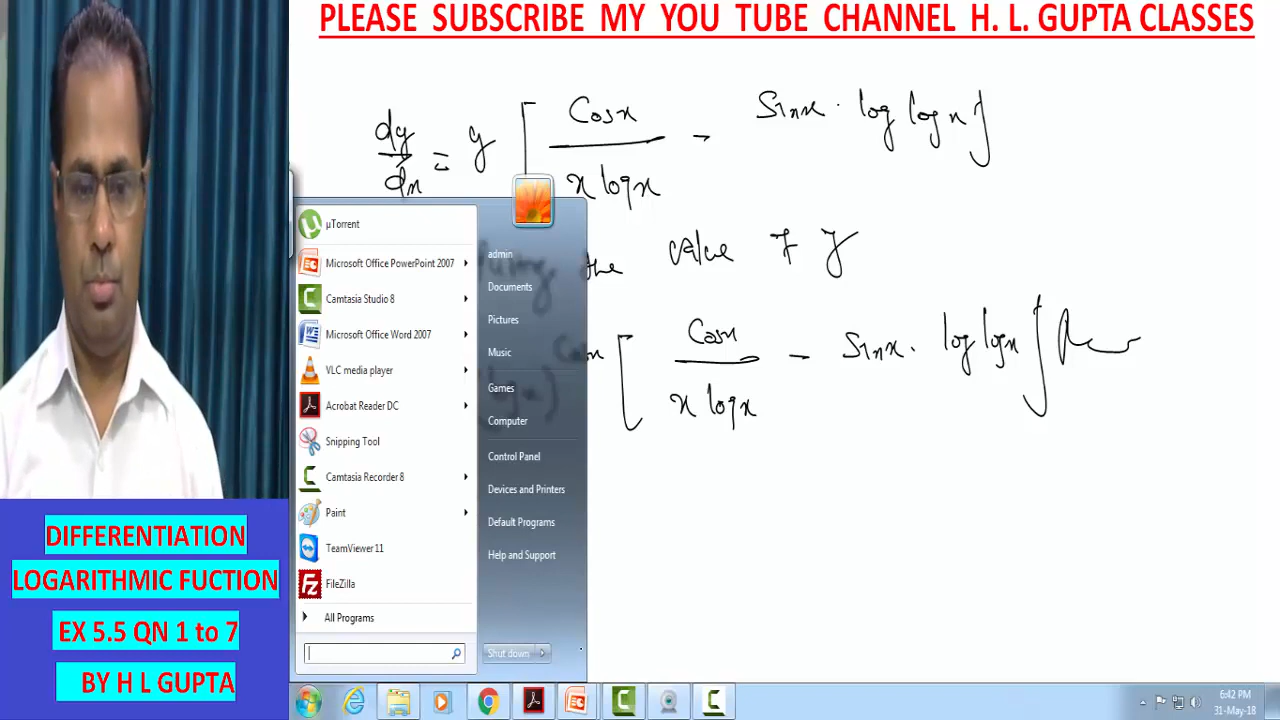 PLEASE SUBSCRIBE MY YOU TUBE CHANNEL H. L. GUPTA CLASSES
dy/dx = y [ Cosx / x logx - Sinx · log logx ]
the value of y
[ Cosx / x logx - Sinx · log logx ]
µTorrent
Microsoft Office PowerPoint 2007
Camtasia Studio 8
Microsoft Office Word 2007
VLC media player
Acrobat Reader DC
Snipping Tool
Camtasia Recorder 8
Paint
TeamViewer 11
FileZilla
All Programs
admin
Documents
Pictures
Music
Games
Computer
Control Panel
Devices and Printers
Default Programs
Help and Support
Shut down
DIFFERENTIATION
LOGARITHMIC FUCTION
EX 5.5 QN 1 to 7
BY H L GUPTA
6:42 PM
31-May-18